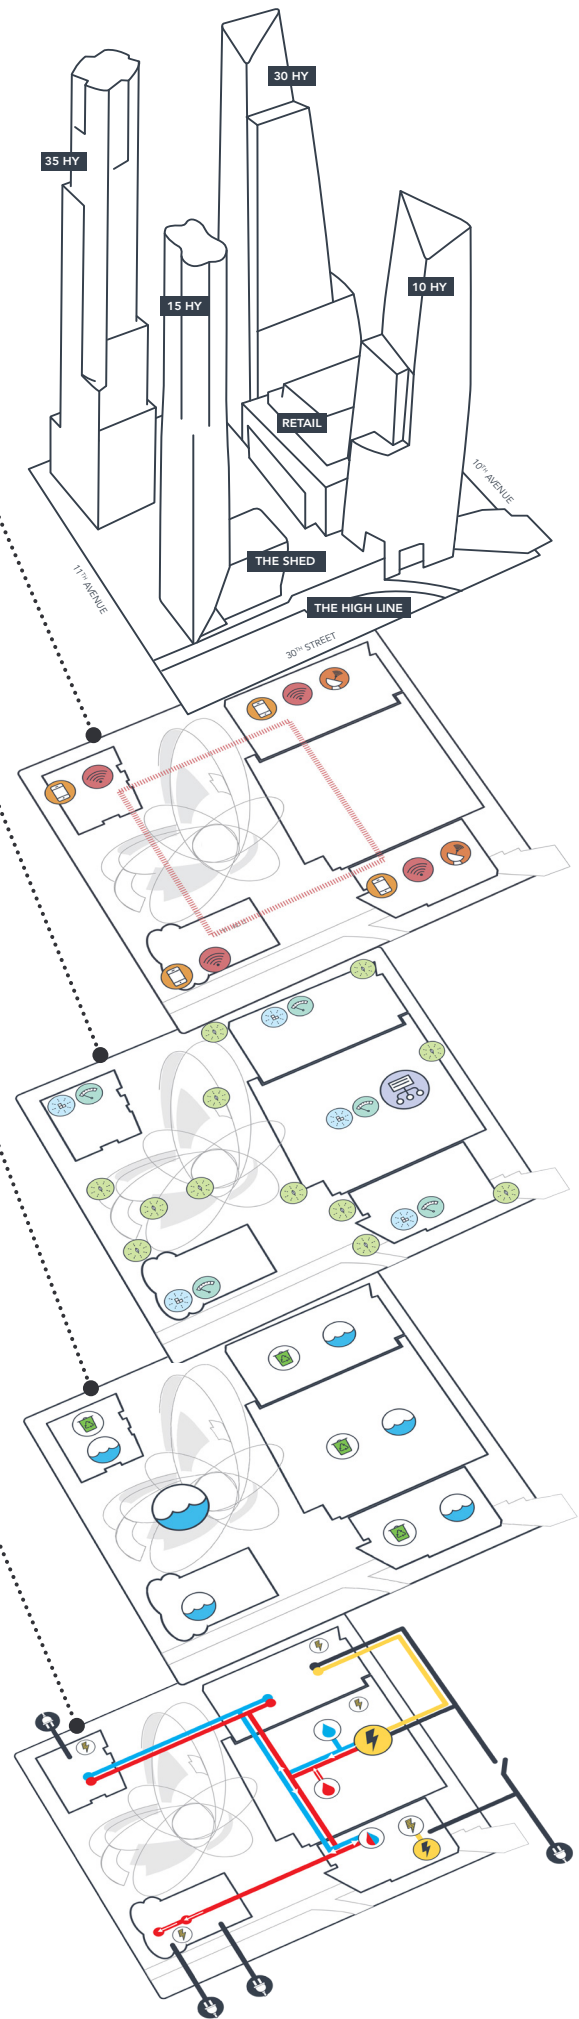 30 HY
35 HY
10 HY
15 HY
RETAIL
10TH AVENUE
THE SHED
11TH AVENUE
THE HIGH LINE
30TH STREET